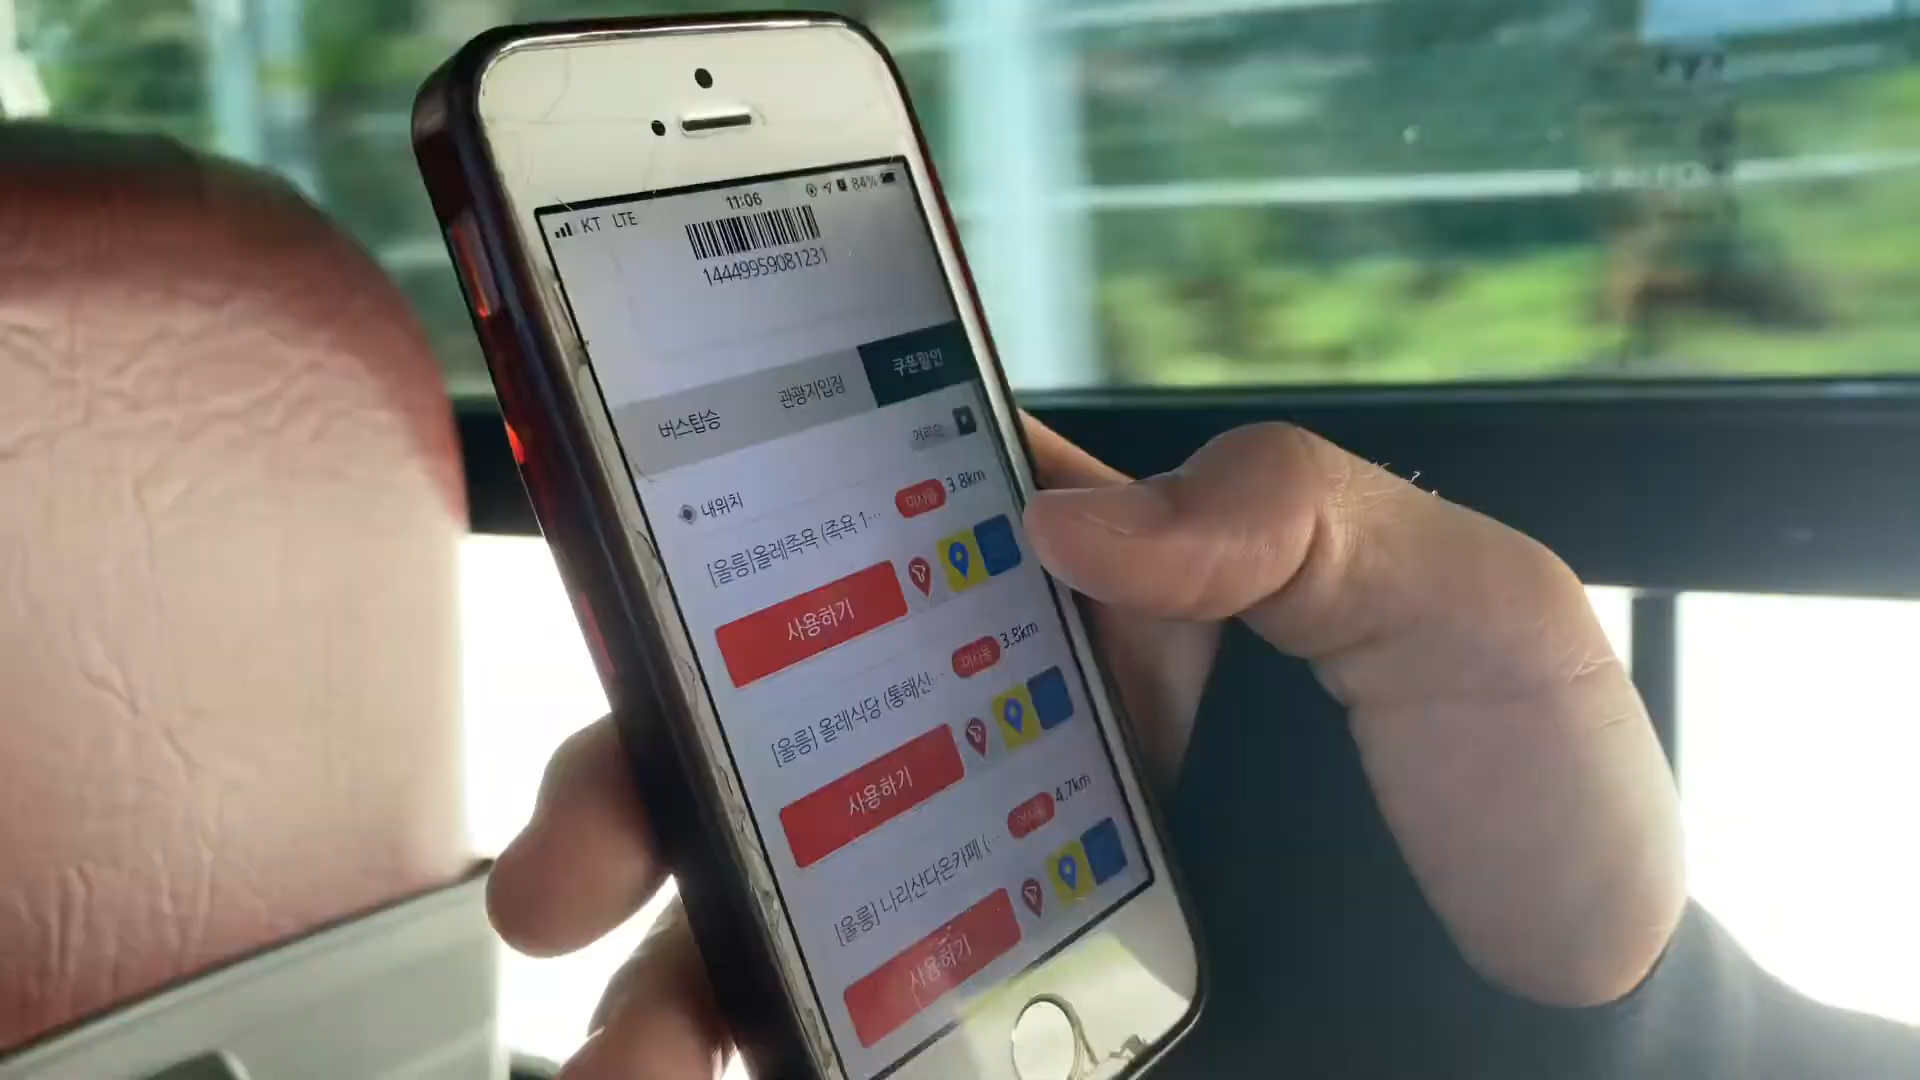 KT LTE 11:06 84%
14449959081231
버스탑승 관광지입장 쿠폰할인
거리순
내위치
미사용 3.8km
[울릉]올레족욕 (족욕 1…
사용하기
미사용 3.8km
[울릉] 올레식당 (통해산…
사용하기
미사용 4.7km
[울릉] 나리산다온카페 (…
사용하기